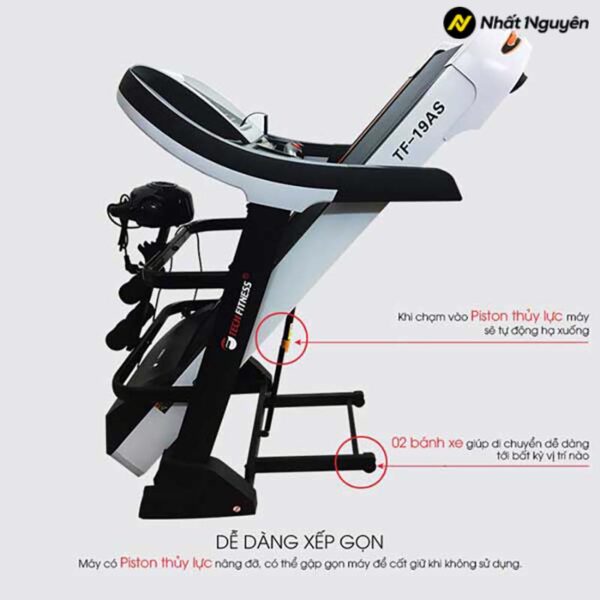 Nhất Nguyên
TF-19AS
TECH FITNESS®
Khi chạm vào Piston thủy lực máy
sẽ tự động hạ xuống
02 bánh xe giúp di chuyển dễ dàng
tới bất kỳ vị trí nào
DỄ DÀNG XẾP GỌN
Máy có Piston thủy lực nâng đỡ, có thể gập gọn máy để cất giữ khi không sử dụng.